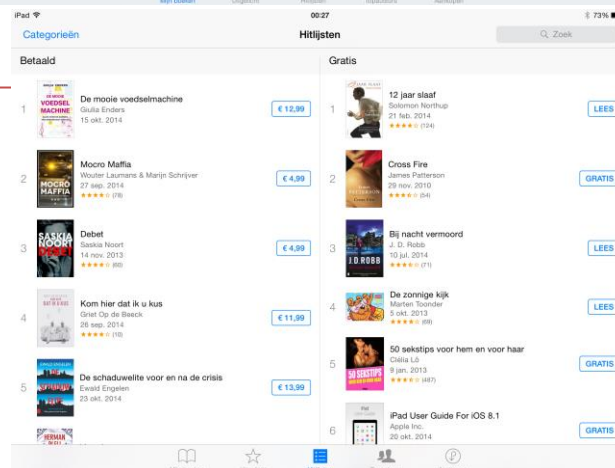 iPad
00:27
73%
Categorieën
Hitlijsten
Zoek
Betaald
1
DE MOOIE
VOEDSEL
MACHINE
De mooie voedselmachine
Giulia Enders
15 okt. 2014
€ 12,99
2
MOCRO
MAFFIA
Mocro Maffia
Wouter Laumans & Marijn Schrijver
27 sep. 2014
(78)
€ 4,99
3
SASKIA
NOORT
DEBET
Debet
Saskia Noort
14 nov. 2013
(60)
€ 4,99
4
Kom hier dat ik u kus
Griet Op de Beeck
26 sep. 2014
(10)
€ 11,99
5
De schaduwelite voor en na de crisis
Ewald Engelen
23 okt. 2014
€ 13,99
HERMAN
Gratis
1
12 jaar slaaf
Solomon Northup
21 feb. 2014
(124)
LEES
2
Cross Fire
James Patterson
29 nov. 2010
(54)
GRATIS
3
J.D.ROBB
Bij nacht vermoord
J. D. Robb
10 jul. 2014
(71)
LEES
4
De zonnige kijk
Marten Toonder
5 okt. 2013
(69)
LEES
5
50 SEKSTIPS
50 sekstips voor hem en voor haar
Clélia Lô
9 jan. 2013
(487)
GRATIS
6
iPad User Guide For iOS 8.1
Apple Inc.
20 okt. 2014
GRATIS